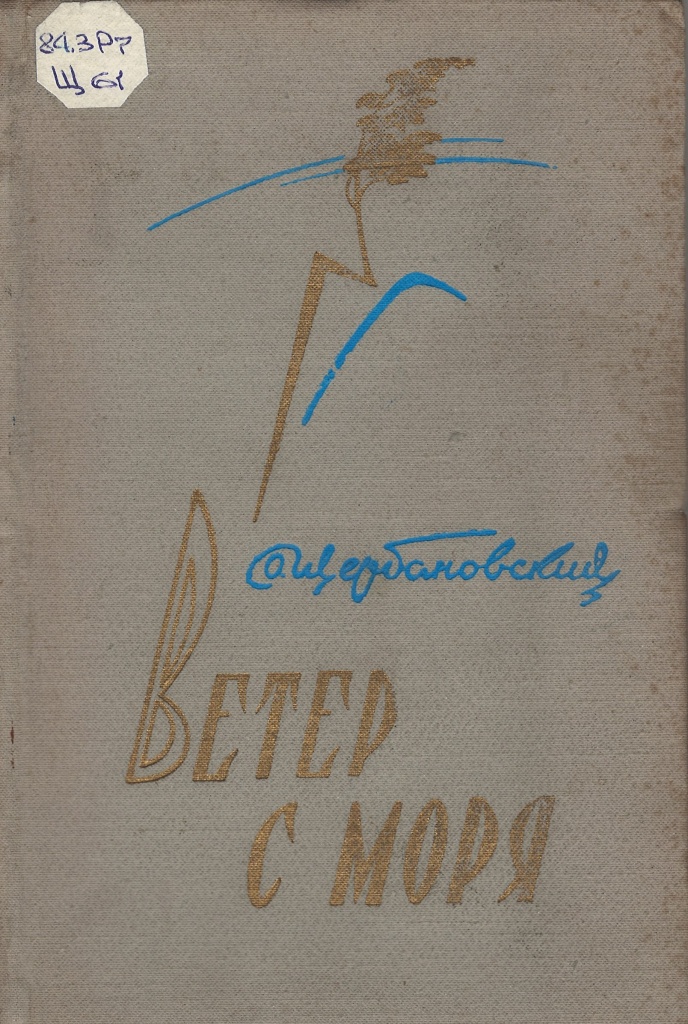 84.3Р7
Щ 61
О. Щербановский
Ветер
с моря